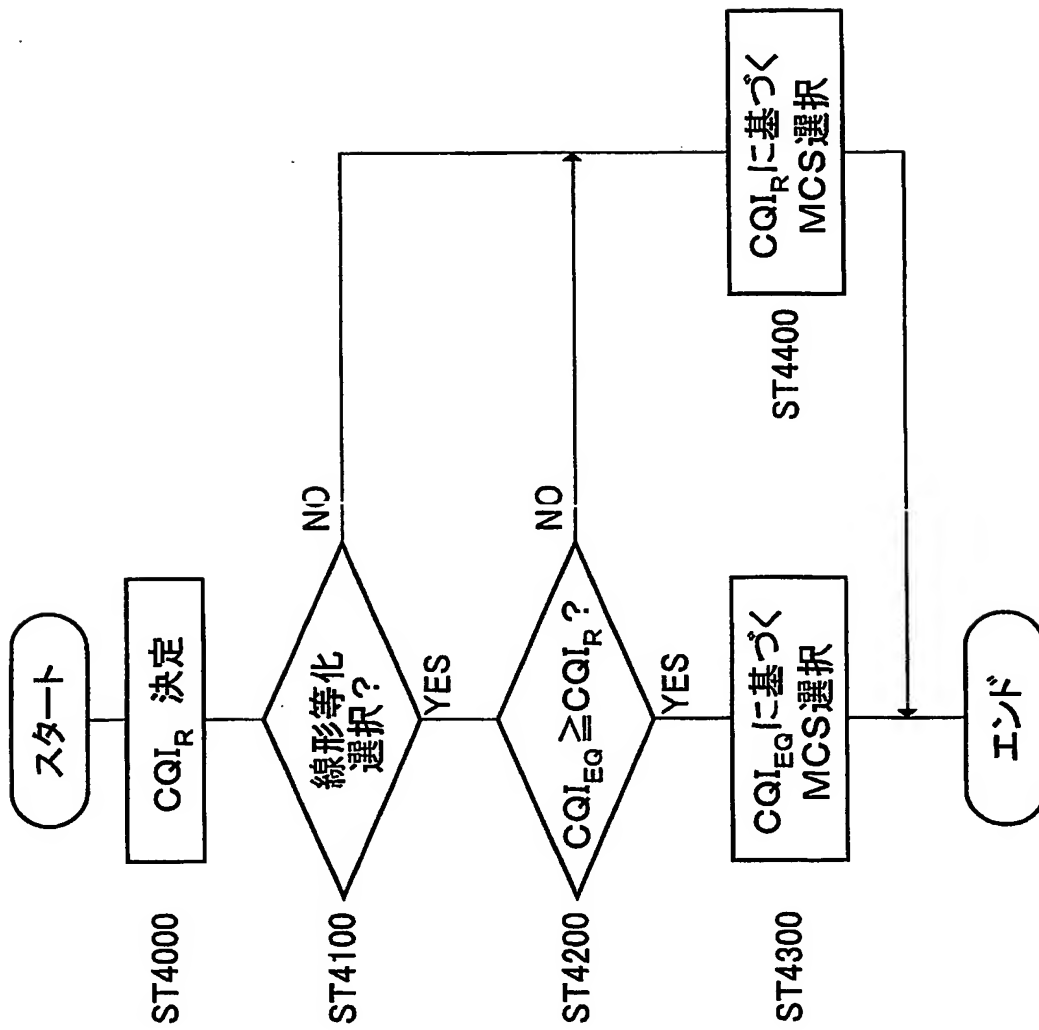 スタート
ST4000
CQI_R 決定
ST4100
線形等化
選択？
NO
YES
ST4200
CQI_EQ≧CQI_R？
NO
YES
ST4300
CQI_EQに基づく
MCS選択
ST4400
CQI_Rに基づく
MCS選択
エンド